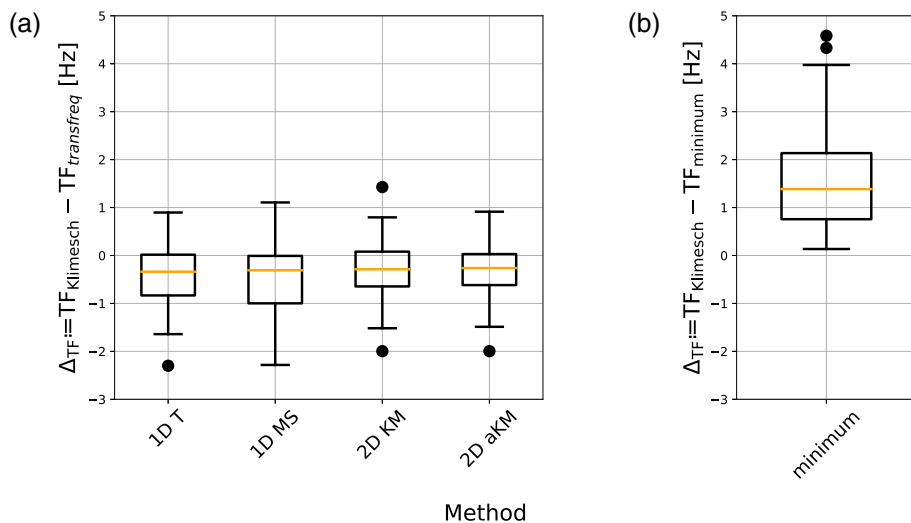 (a)
Δ_TF := TF_Klimesch − TF_transfreq [Hz]
5
4
3
2
1
0
−1
−2
−3
1D T
1D MS
2D KM
2D aKM
(b)
Δ_TF := TF_Klimesch − TF_minimum [Hz]
5
4
3
2
1
0
−1
−2
−3
minimum
Method